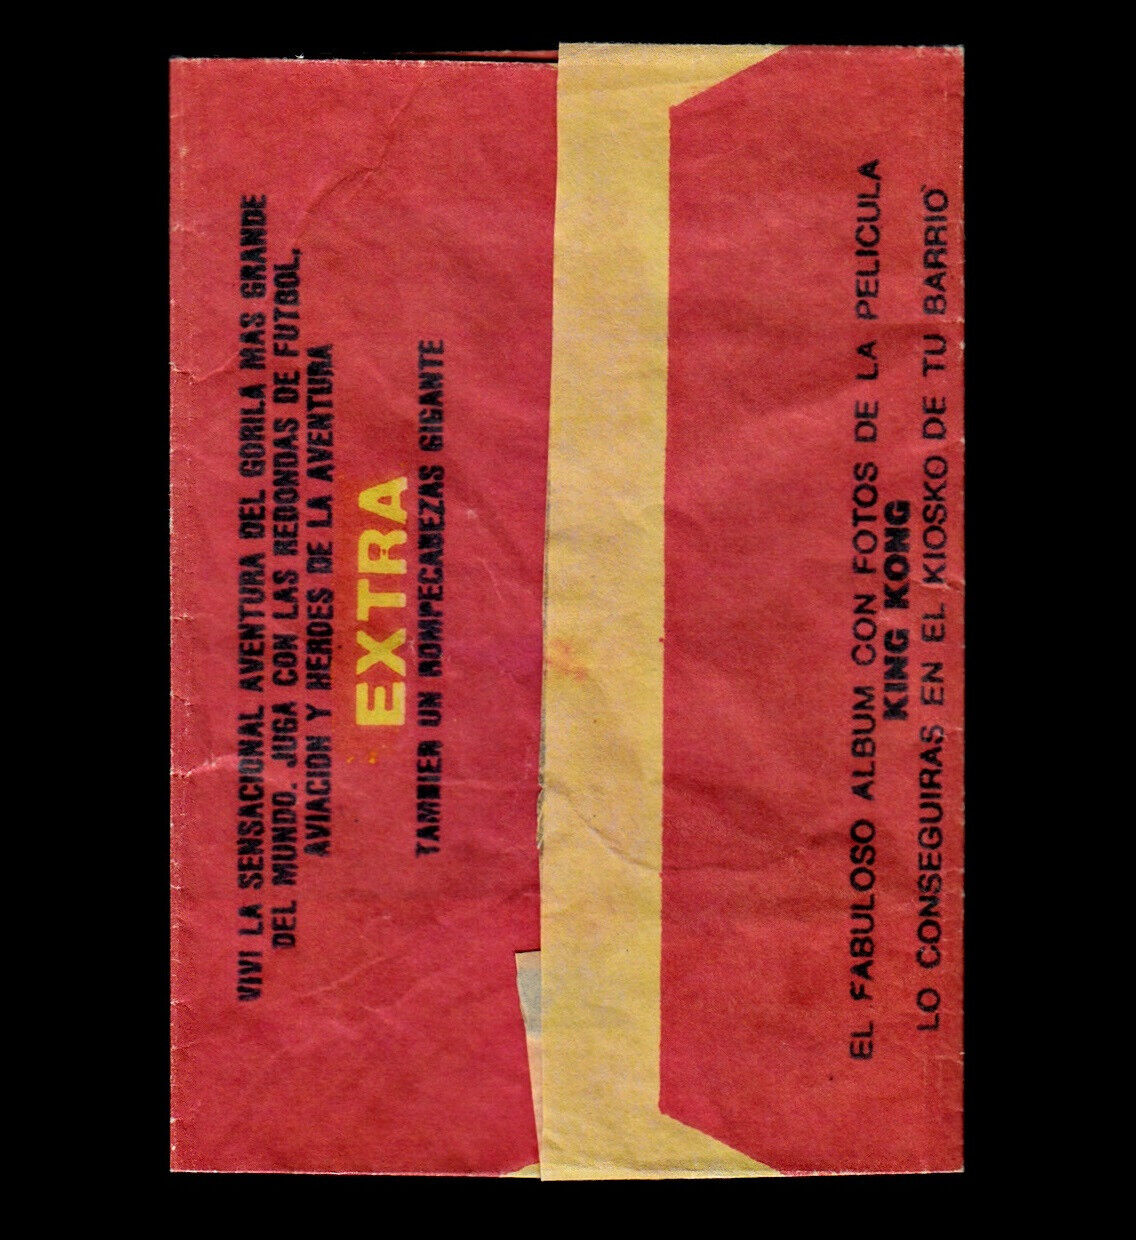 VIVI LA SENSACIONAL AVENTURA DEL GORILA MAS GRANDE
DEL MUNDO. JUGA CON LAS REDONDAS DE FUTBOL,
AVIACION Y HEROES DE LA AVENTURA
EXTRA
TAMBIEN UN ROMPECABEZAS GIGANTE
EL FABULOSO ALBUM CON FOTOS DE LA PELICULA
KING KONG
LO CONSEGUIRAS EN EL KIOSKO DE TU BARRIO